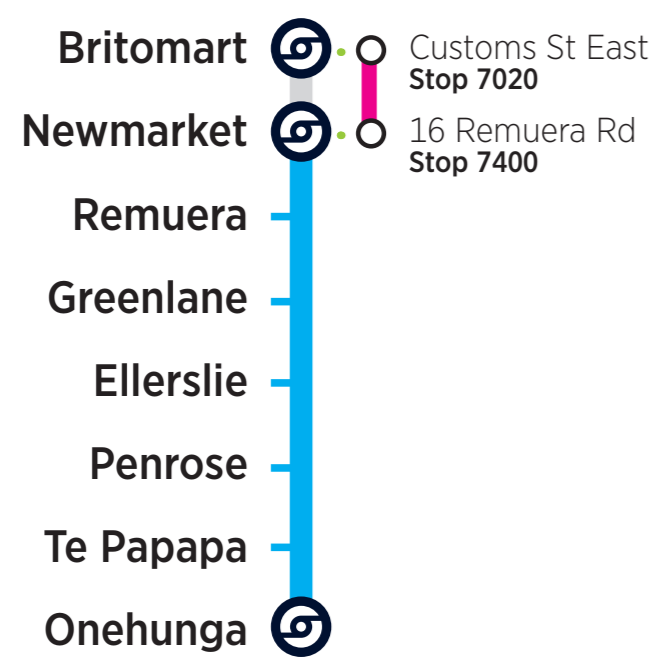 Britomart
Customs St East
Stop 7020
Newmarket
16 Remuera Rd
Stop 7400
Remuera
Greenlane
Ellerslie
Penrose
Te Papapa
Onehunga